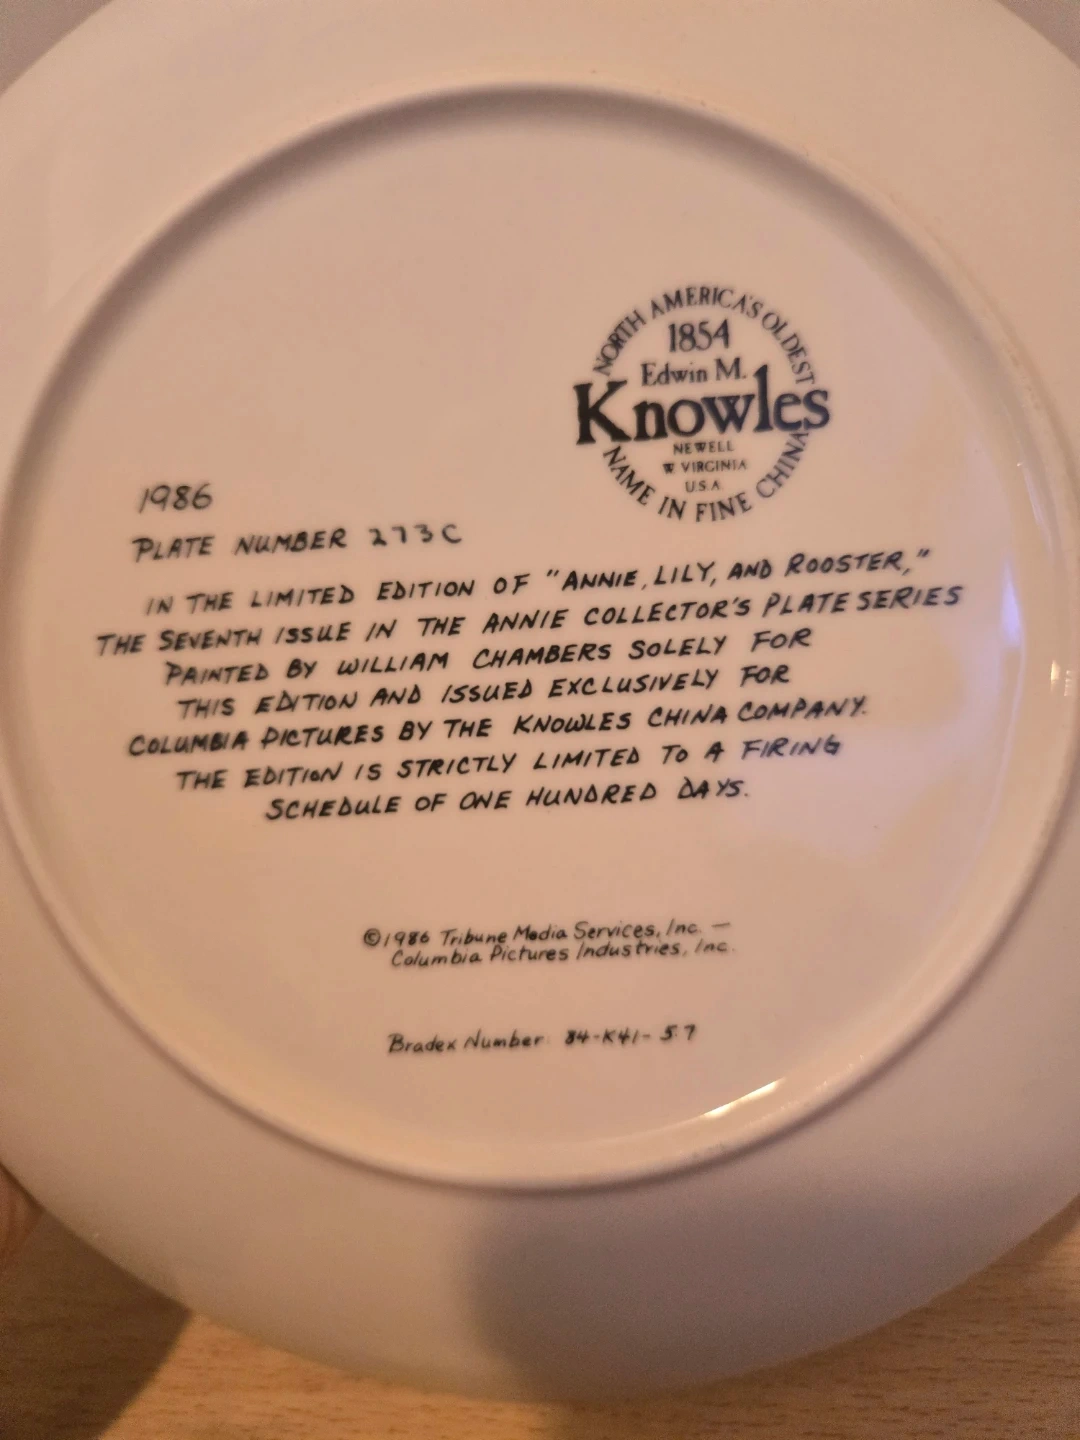 NORTH AMERICA'S OLDEST
1854
Edwin M.
Knowles
NEWELL
W VIRGINIA
U.S.A.
NAME IN FINE CHINA
1986
PLATE NUMBER 273C
IN THE LIMITED EDITION OF "ANNIE, LILY, AND ROOSTER,"
THE SEVENTH ISSUE IN THE ANNIE COLLECTOR'S PLATE SERIES
PAINTED BY WILLIAM CHAMBERS SOLELY FOR
THIS EDITION AND ISSUED EXCLUSIVELY FOR
COLUMBIA PICTURES BY THE KNOWLES CHINA COMPANY.
THE EDITION IS STRICTLY LIMITED TO A FIRING
SCHEDULE OF ONE HUNDRED DAYS.
©1986 Tribune Media Services, Inc. —
Columbia Pictures Industries, Inc.
Bradex Number: 84-K41-5.7